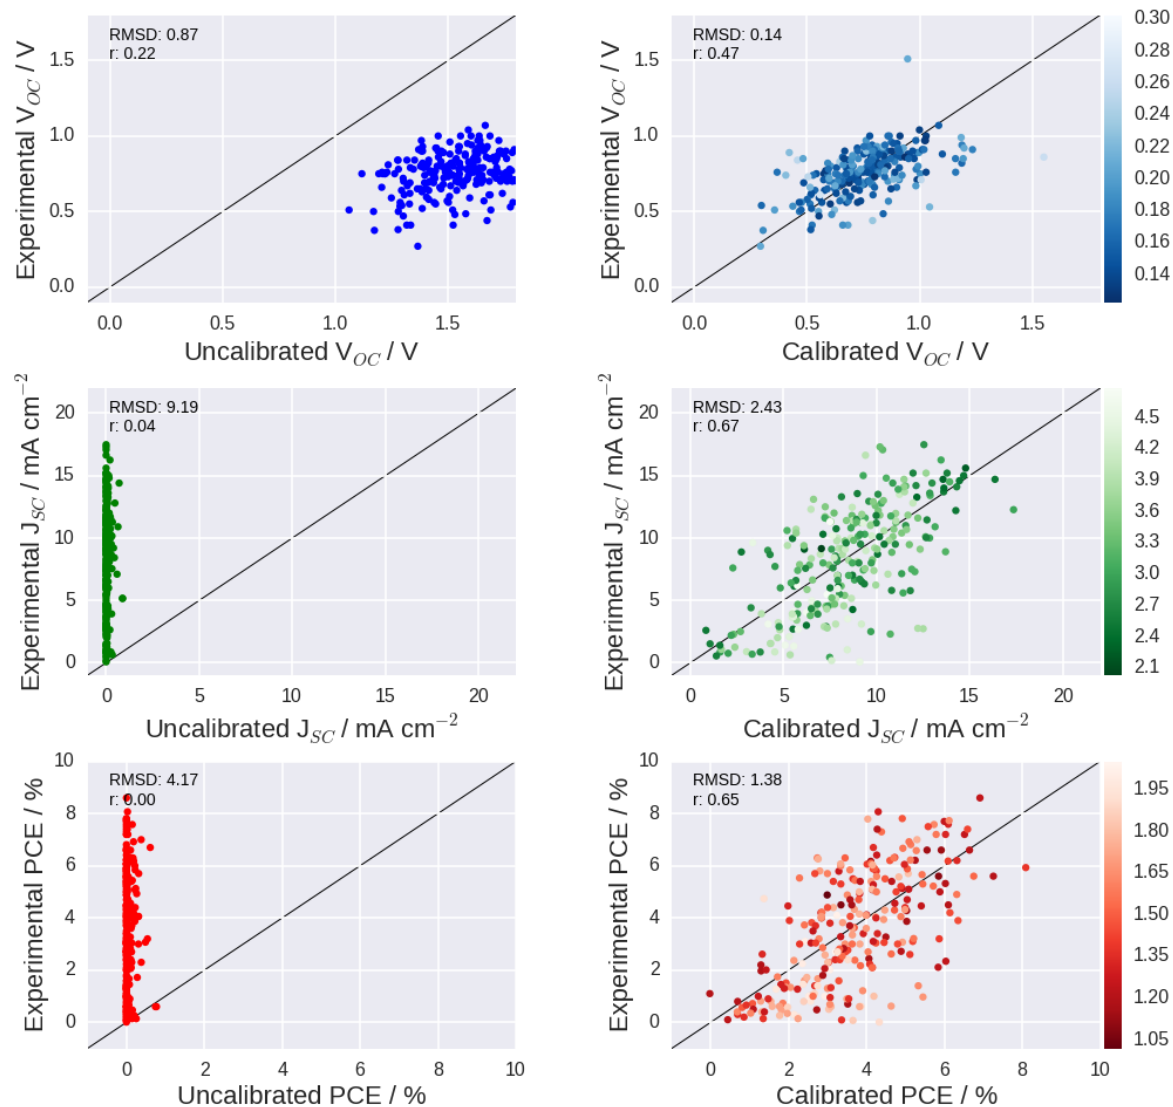 RMSD: 0.87
r: 0.22
1.5
1.0
0.5
0.0
Experimental V_OC / V
0.0 0.5 1.0 1.5
Uncalibrated V_OC / V
RMSD: 0.14
r: 0.47
1.5
1.0
0.5
0.0
Experimental V_OC / V
0.0 0.5 1.0 1.5
Calibrated V_OC / V
0.30
0.28
0.26
0.24
0.22
0.20
0.18
0.16
0.14
RMSD: 9.19
r: 0.04
20
15
10
5
0
Experimental J_SC / mA cm⁻²
0 5 10 15 20
Uncalibrated J_SC / mA cm⁻²
RMSD: 2.43
r: 0.67
20
15
10
5
0
Experimental J_SC / mA cm⁻²
0 5 10 15 20
Calibrated J_SC / mA cm⁻²
4.5
4.2
3.9
3.6
3.3
3.0
2.7
2.4
2.1
RMSD: 4.17
r: 0.00
10
8
6
4
2
0
Experimental PCE / %
0 2 4 6 8 10
Uncalibrated PCE / %
RMSD: 1.38
r: 0.65
10
8
6
4
2
0
Experimental PCE / %
0 2 4 6 8 10
Calibrated PCE / %
1.95
1.80
1.65
1.50
1.35
1.20
1.05